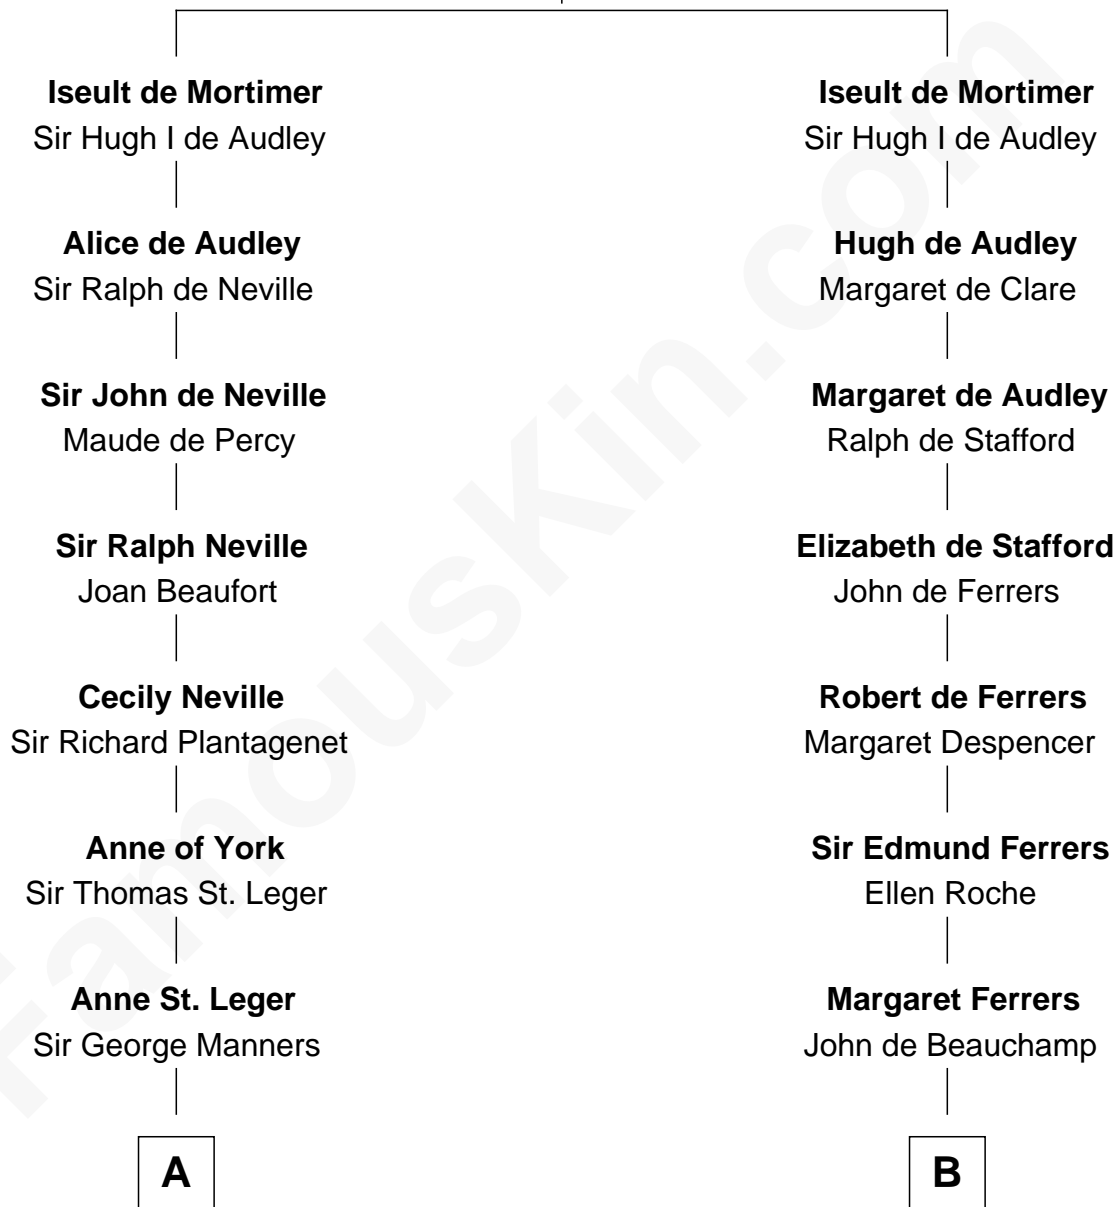 Iseult de Mortimer
Sir Hugh I de Audley
Alice de Audley
Sir Ralph de Neville
Sir John de Neville
Maude de Percy
Sir Ralph Neville
Joan Beaufort
Cecily Neville
Sir Richard Plantagenet
Anne of York
Sir Thomas St. Leger
Anne St. Leger
Sir George Manners
A
Iseult de Mortimer
Sir Hugh I de Audley
Hugh de Audley
Margaret de Clare
Margaret de Audley
Ralph de Stafford
Elizabeth de Stafford
John de Ferrers
Robert de Ferrers
Margaret Despencer
Sir Edmund Ferrers
Ellen Roche
Margaret Ferrers
John de Beauchamp
B
FamousKin.com